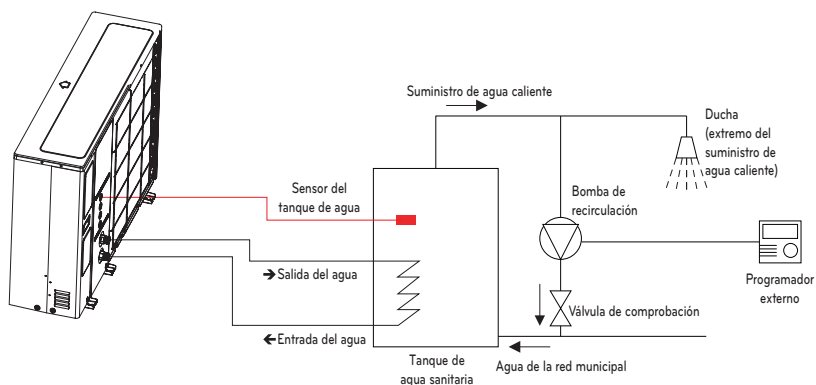 Suministro de agua caliente
Ducha
(extremo del
suministro de
agua caliente)
Sensor del
tanque de agua
Bomba de
recirculación
➔Salida del agua
Programador
externo
Válvula de comprobación
🡰Entrada del agua
Tanque de
agua sanitaria
Agua de la red municipal